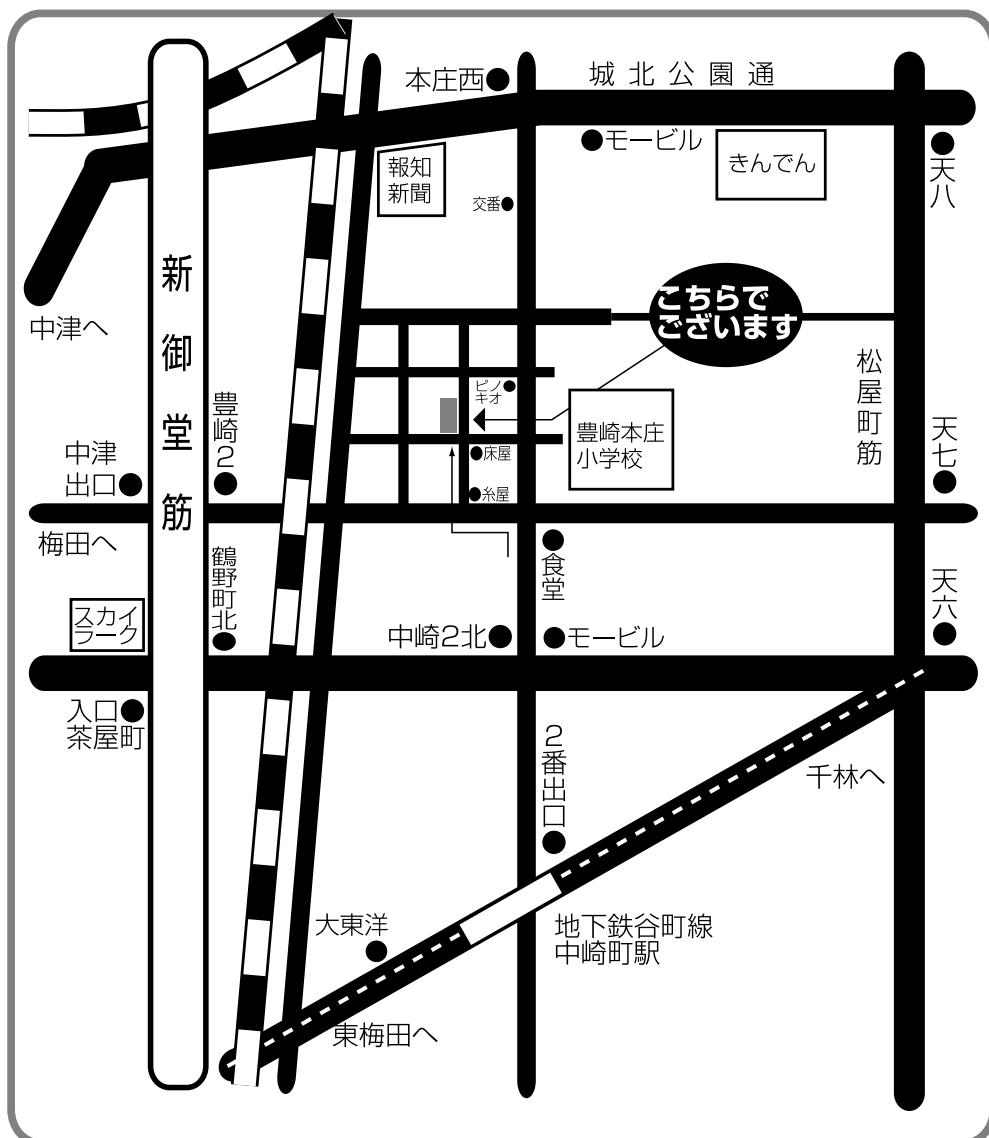 本庄西
城北公園通
モービル
きんでん
天八
報知
新聞
交番
新御堂筋
中津へ
こちらで
ございます
松屋町筋
ピノ
キオ
豊崎2
豊崎本庄
小学校
天七
中津
出口
床屋
糸屋
梅田へ
鶴野町北
食堂
天六
スカイ
ラーク
中崎2北
モービル
入口
茶屋町
2番出口
千林へ
大東洋
地下鉄谷町線
中崎町駅
東梅田へ